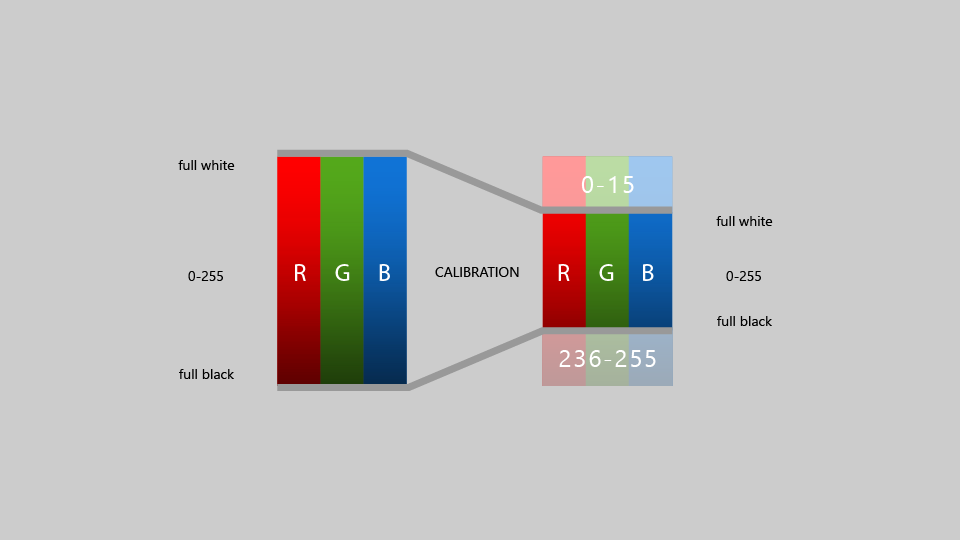 full white
0-255
full black
R G B
CALIBRATION
0-15
R G B
236-255
full white
0-255
full black